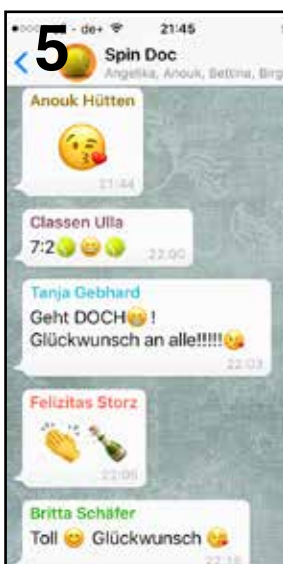 - de+ 21:45
5
Spin Doc
Angelika, Anouk, Bettina, Birg
Anouk Hütten
21:44
Classen Ulla
7:2
22:00
Tanja Gebhard
Geht DOCH !
Glückwunsch an alle!!!!!
22:03
Felizitas Storz
22:06
Britta Schäfer
Toll Glückwunsch
22:16